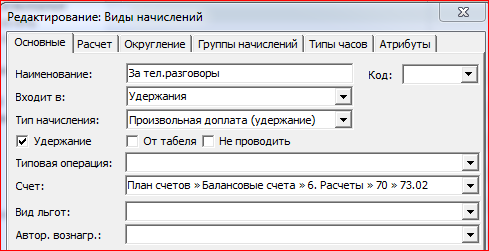 Редактирование: Виды начислений
Основные Расчет Округление Группы начислений Типы часов Атрибуты
Наименование: За тел.разговоры Код:
Входит в: Удержания
Тип начисления: Произвольная доплата (удержание)
Удержание От табеля Не проводить
Типовая операция:
Счет: План счетов » Балансовые счета » 6. Расчеты » 70 » 73.02
Вид льгот:
Автор. вознагр.: